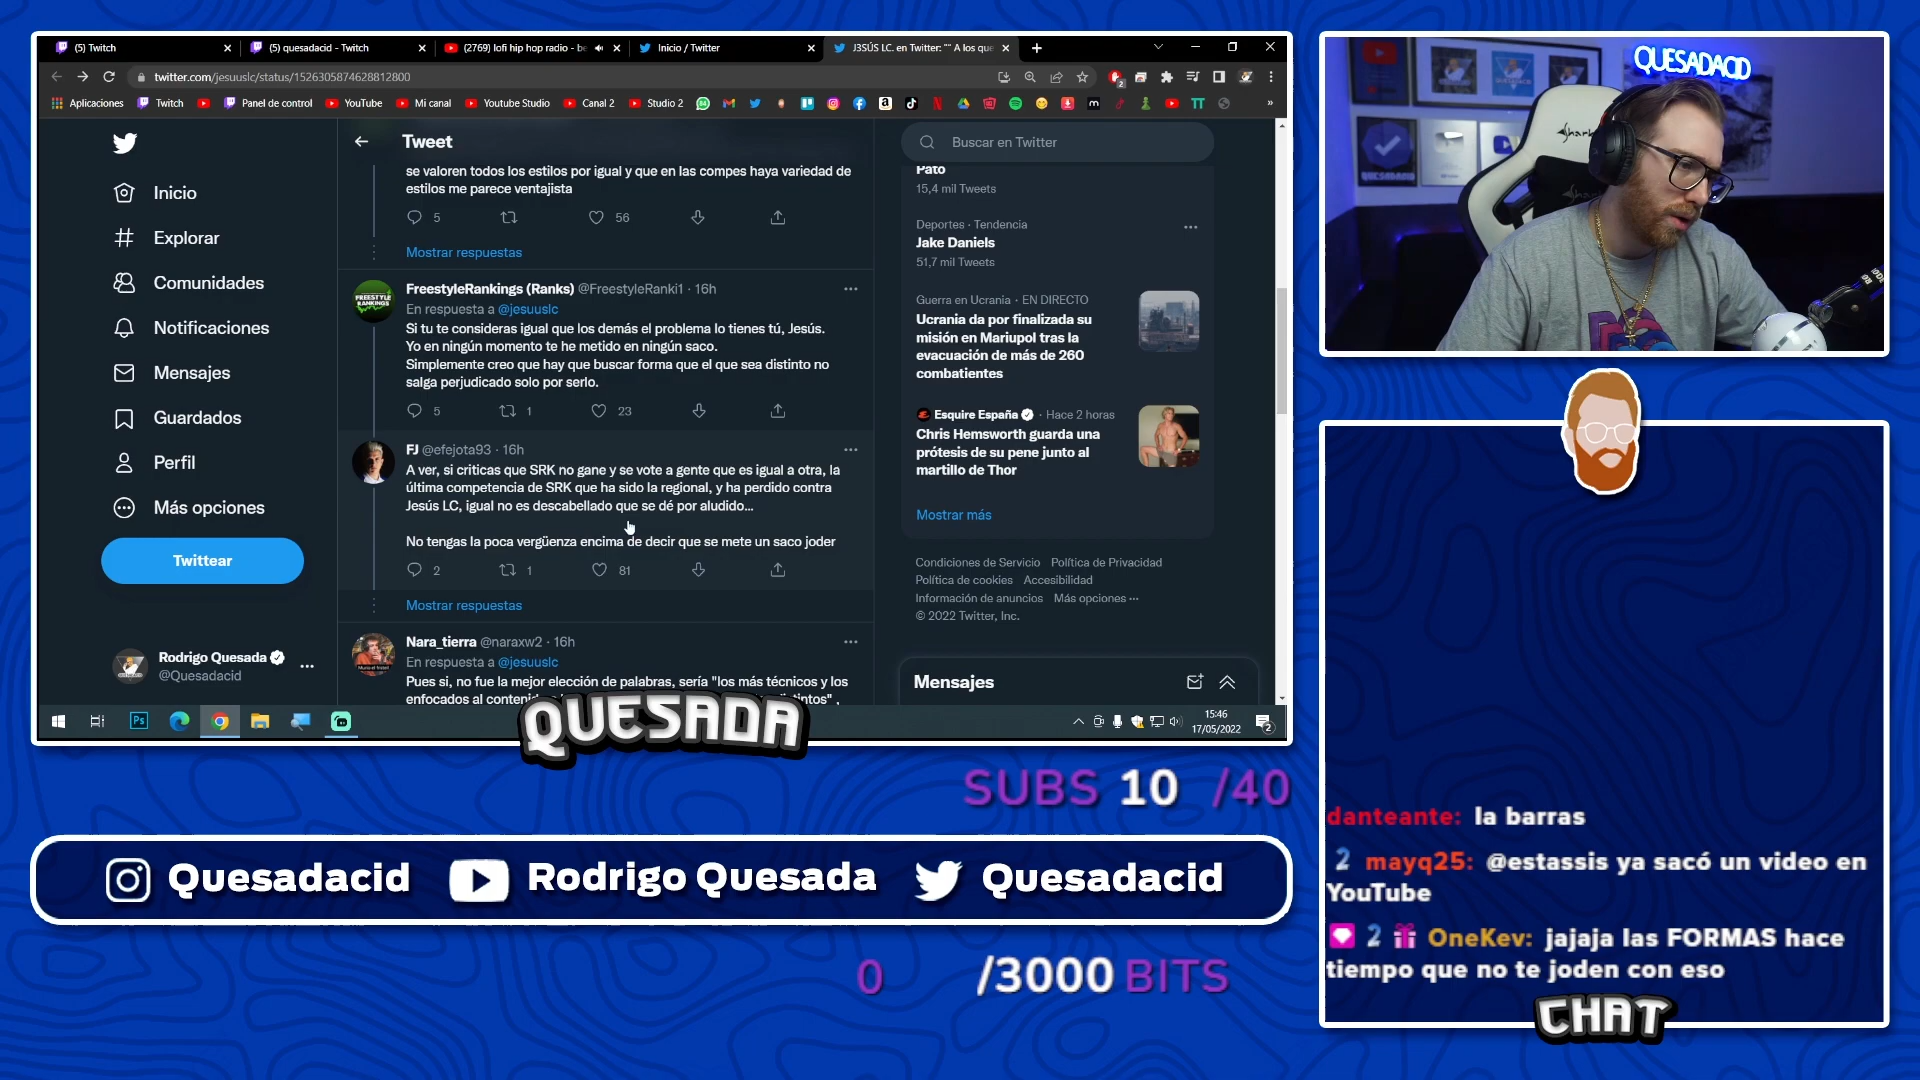 (5) Twitch
(5) quesadacid - Twitch
(2769) lofi hip hop radio - be
Inicio / Twitter
J3SÚS LC. en Twitter: "" A los que
twitter.com/jesuuslc/status/1526305874628812800
Aplicaciones
Twitch
Panel de control
YouTube
Mi canal
Youtube Studio
Canal 2
Studio 2
Inicio
Explorar
Comunidades
Notificaciones
Mensajes
Guardados
Perfil
Más opciones
Twittear
Rodrigo Quesada
@Quesadacid
Tweet
se valoren todos los estilos por igual y que en las compes haya variedad de
estilos me parece ventajista
5
56
Mostrar respuestas
FreestyleRankings (Ranks) @FreestyleRanki1 · 16h
En respuesta a @jesuuslc
Si tu te consideras igual que los demás el problema lo tienes tú, Jesús.
Yo en ningún momento te he metido en ningún saco.
Simplemente creo que hay que buscar forma que el que sea distinto no
salga perjudicado solo por serlo.
5
1
23
FJ @efejota93 · 16h
A ver, si criticas que SRK no gane y se vote a gente que es igual a otra, la
última competencia de SRK que ha sido la regional, y ha perdido contra
Jesús LC, igual no es descabellado que se dé por aludido...
No tengas la poca vergüenza encima de decir que se mete un saco joder
2
1
81
Mostrar respuestas
Nara_tierra @naraxw2 · 16h
En respuesta a @jesuuslc
Pues si, no fue la mejor elección de palabras, sería "los más técnicos y los
enfocados al
Buscar en Twitter
Pato
15,4 mil Tweets
Deportes · Tendencia
Jake Daniels
51,7 mil Tweets
Guerra en Ucrania · EN DIRECTO
Ucrania da por finalizada su
misión en Mariupol tras la
evacuación de más de 260
combatientes
Esquire España · Hace 2 horas
Chris Hemsworth guarda una
prótesis de su pene junto al
martillo de Thor
Mostrar más
Condiciones de Servicio Política de Privacidad
Política de cookies Accesibilidad
Información de anuncios Más opciones
© 2022 Twitter, Inc.
Mensajes
15:46
17/05/2022
2
QUESADA
QUESADACID
SUBS 10 /40
Quesadacid
Rodrigo Quesada
Quesadacid
0 /3000 BITS
danteante: la barras
2 mayq25: @estassis ya sacó un video en
YouTube
2 OneKev: jajaja las FORMAS hace
tiempo que no te joden con eso
CHAT